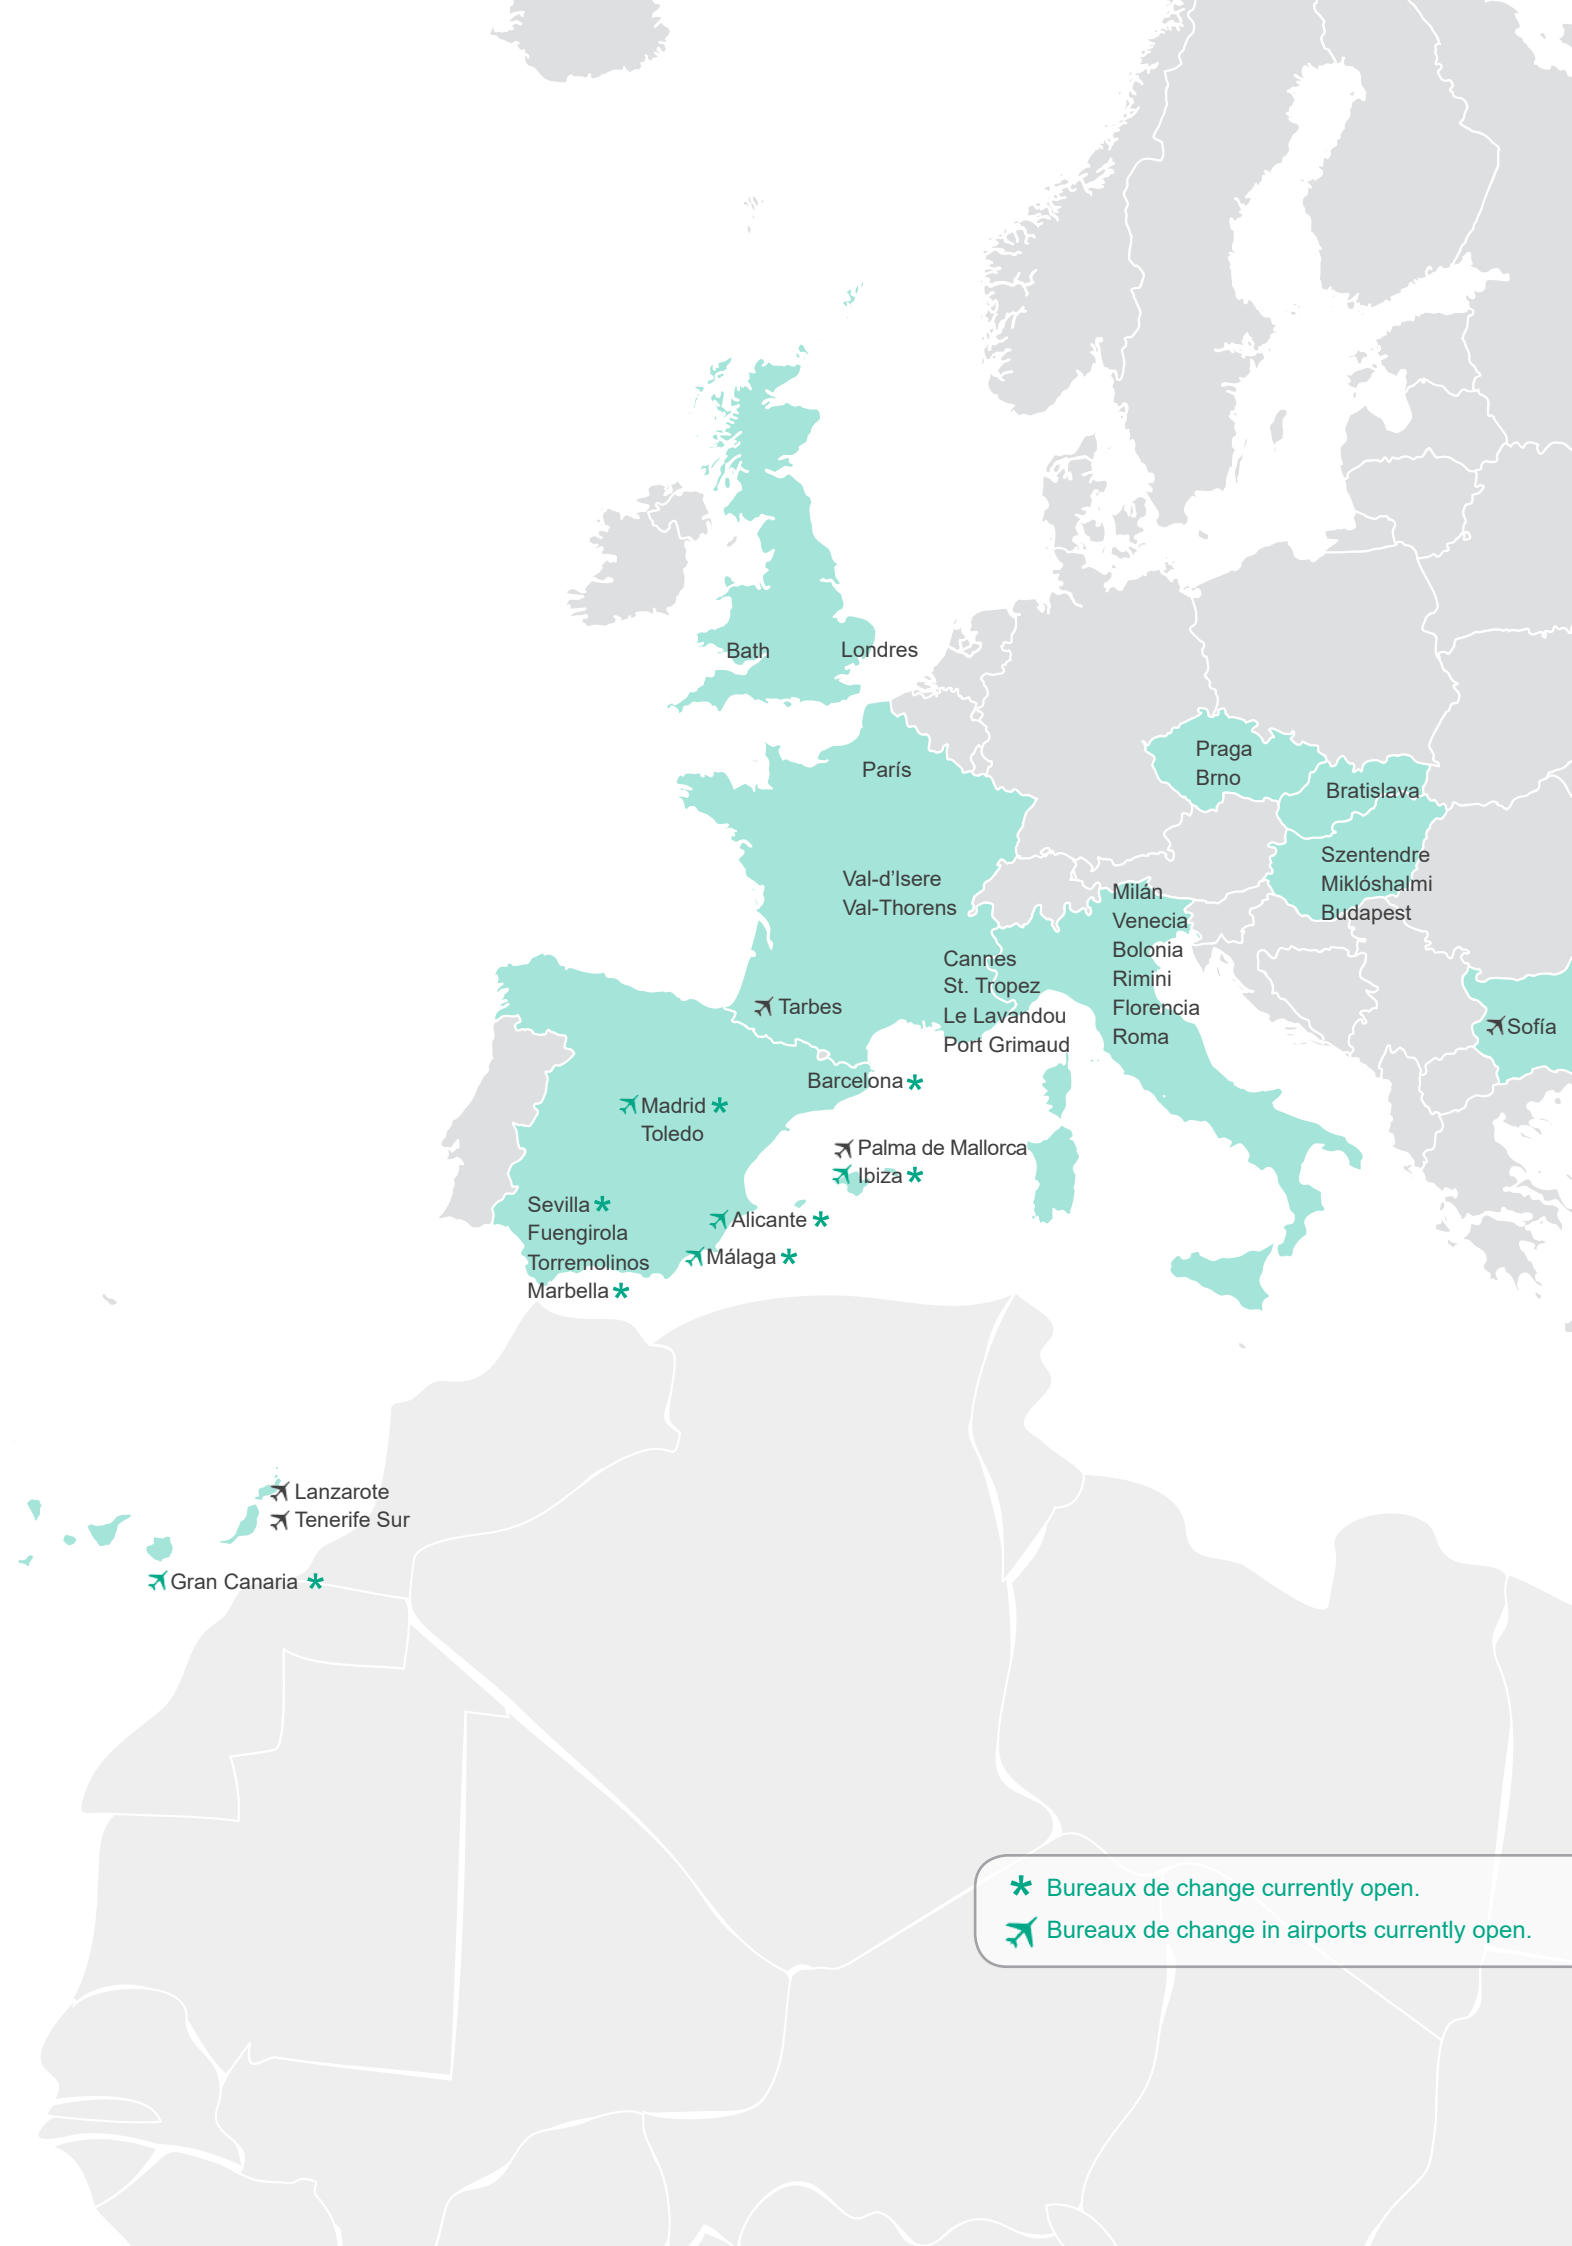 Bath
Londres
París
Praga
Brno
Bratislava
Szentendre
Miklóshalmi
Budapest
Val-d'Isere
Val-Thorens
Milán
Venecia
Bolonia
Rimini
Florencia
Roma
Cannes
St. Tropez
Le Lavandou
Port Grimaud
Tarbes
Sofía
Barcelona *
Madrid *
Toledo
Palma de Mallorca
Ibiza *
Sevilla *
Fuengirola
Torremolinos
Marbella *
Alicante *
Málaga *
Lanzarote
Tenerife Sur
Gran Canaria *
* Bureaux de change currently open.
Bureaux de change in airports currently open.